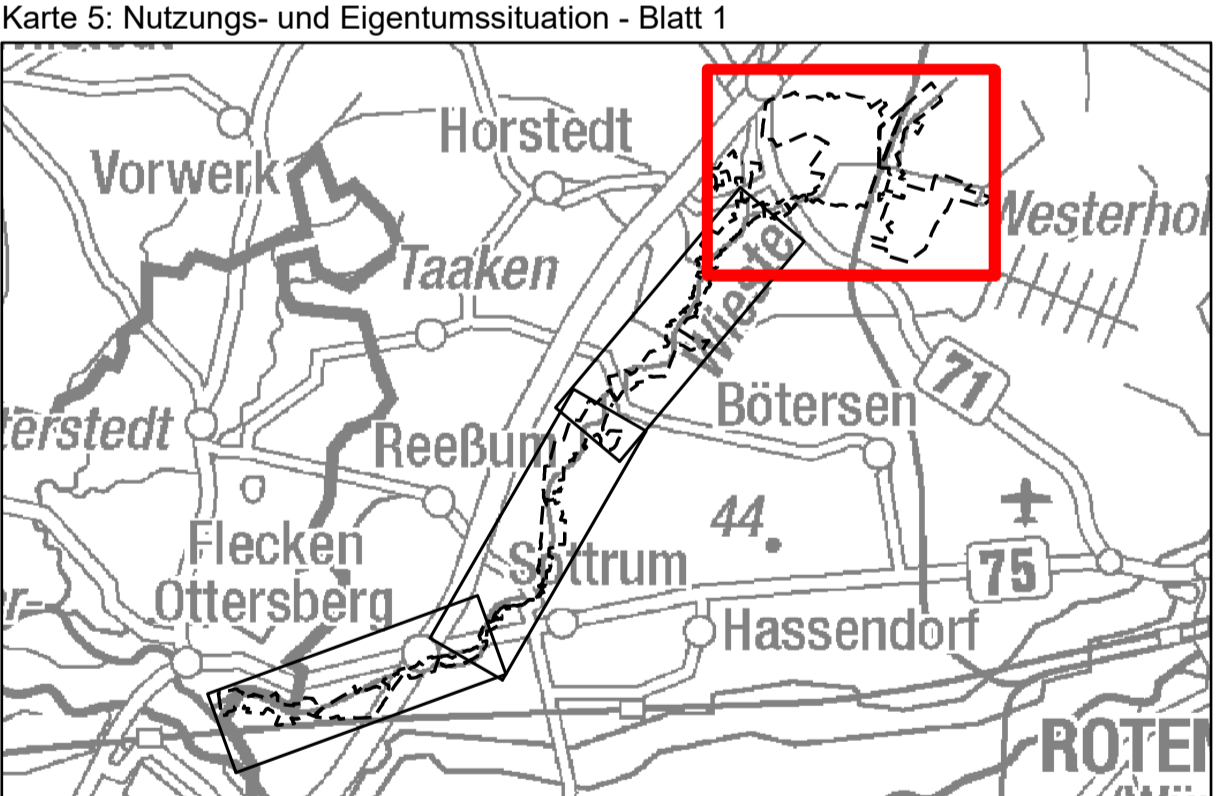 Karte 5: Nutzungs- und Eigentumssituation - Blatt 1
Horstedt
Vorwerk
Westerhol
Taaken
Wieste
71
Bötersen
terstedt
Reeßum
44
Flecken
Ottersberg
Sottrum
75
Hassendorf
ROTEN